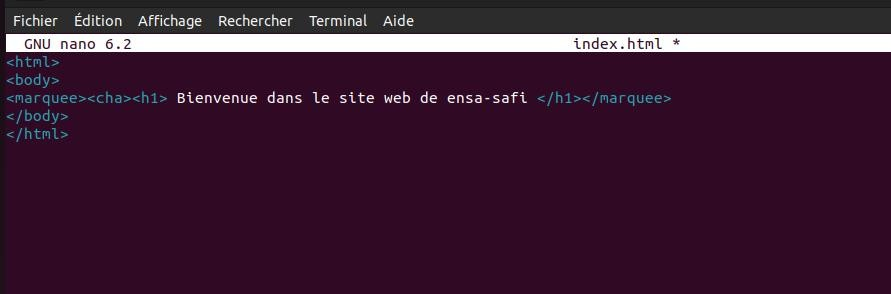 Fichier Édition Affichage Rechercher Terminal Aide
GNU nano 6.2 index.html *
<html>
<body>
<marquee><cha><h1> Bienvenue dans le site web de ensa-safi </h1></marquee>
</body>
</html>